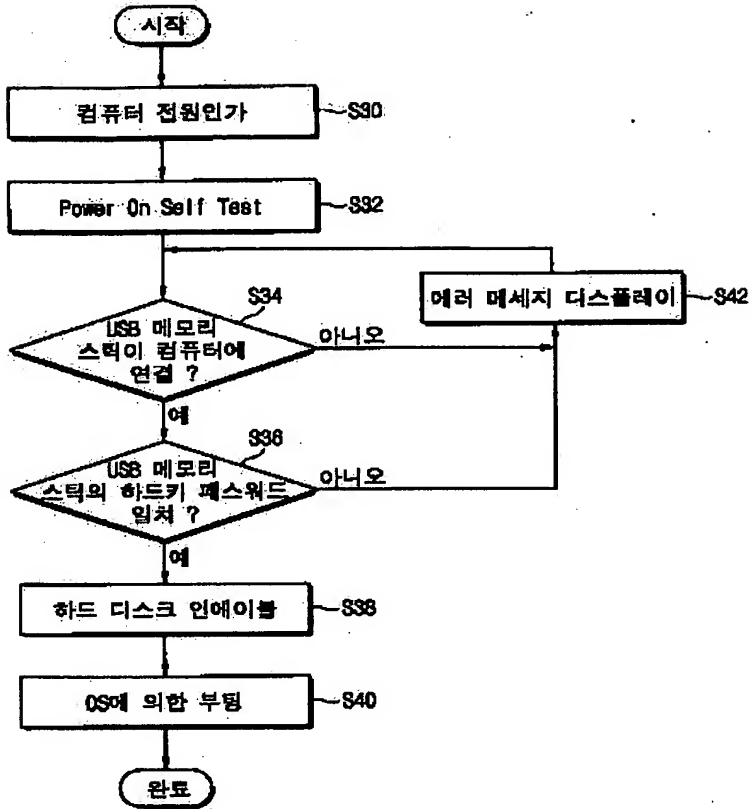 시작
컴퓨터 전원인가
S30
Power On Self Test
S32
에러 메세지 디스플레이
S42
S34
USB 메모리
스틱이 컴퓨터에
연결 ?
아니오
예
S36
USB 메모리
스틱의 하드키 패스워드
일치 ?
아니오
예
하드 디스크 인에이블
S38
OS에 의한 부팅
S40
완료